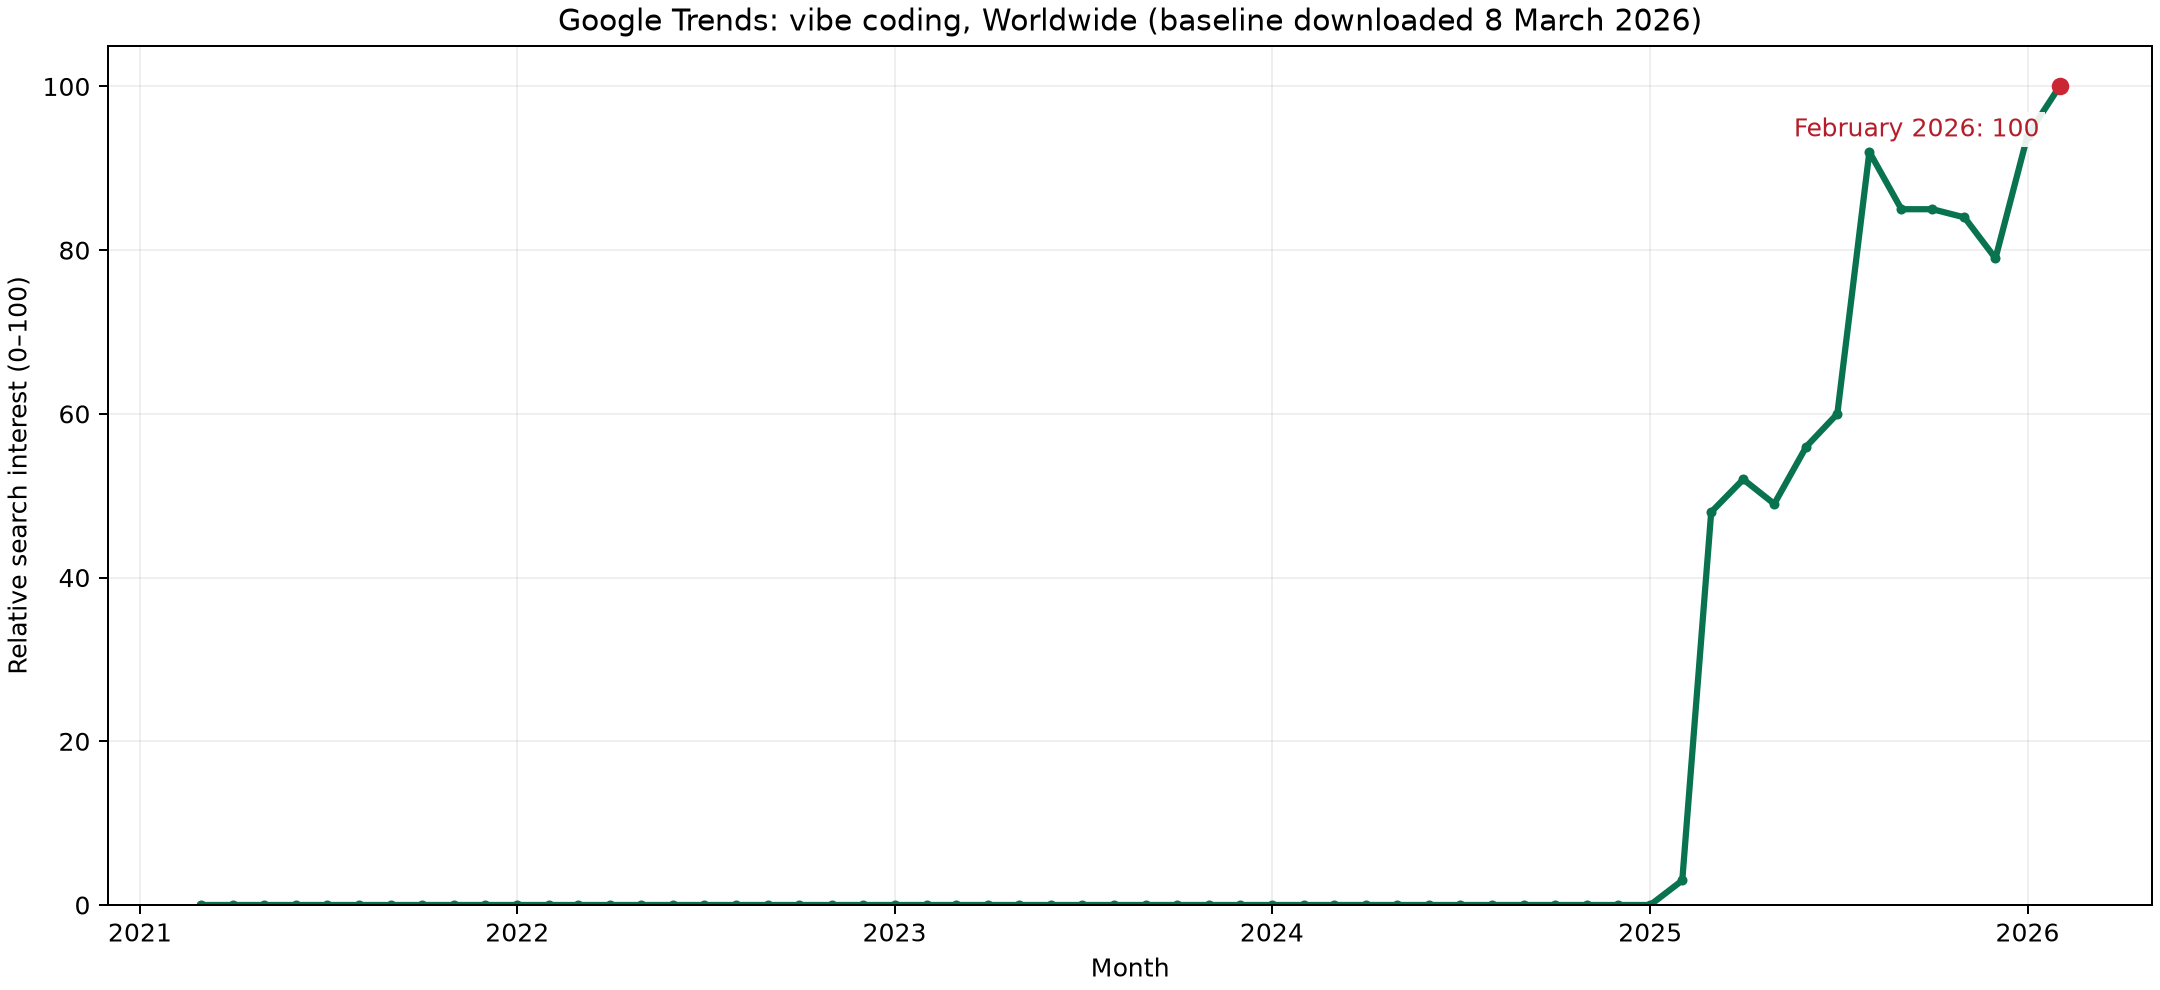 Google Trends: vibe coding, Worldwide (baseline downloaded 8 March 2026)
Relative search interest (0–100)
100
80
60
40
20
0
February 2026: 100
2021 2022 2023 2024 2025 2026
Month